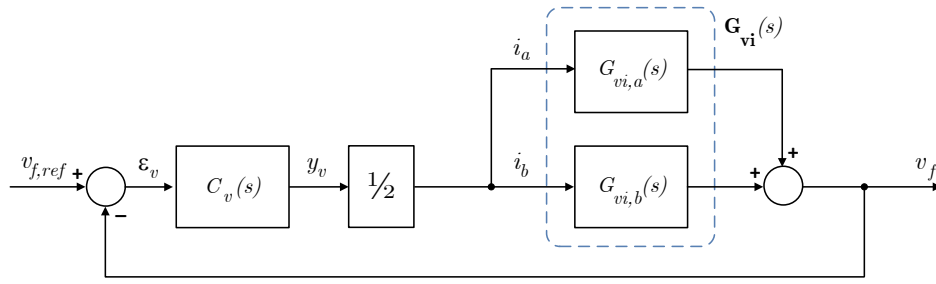 G_vi(s)
i_a
G_vi,a(s)
+
v_f,ref
+
ε_v
C_v(s)
y_v
1/2
i_b
G_vi,b(s)
+
v_f
−